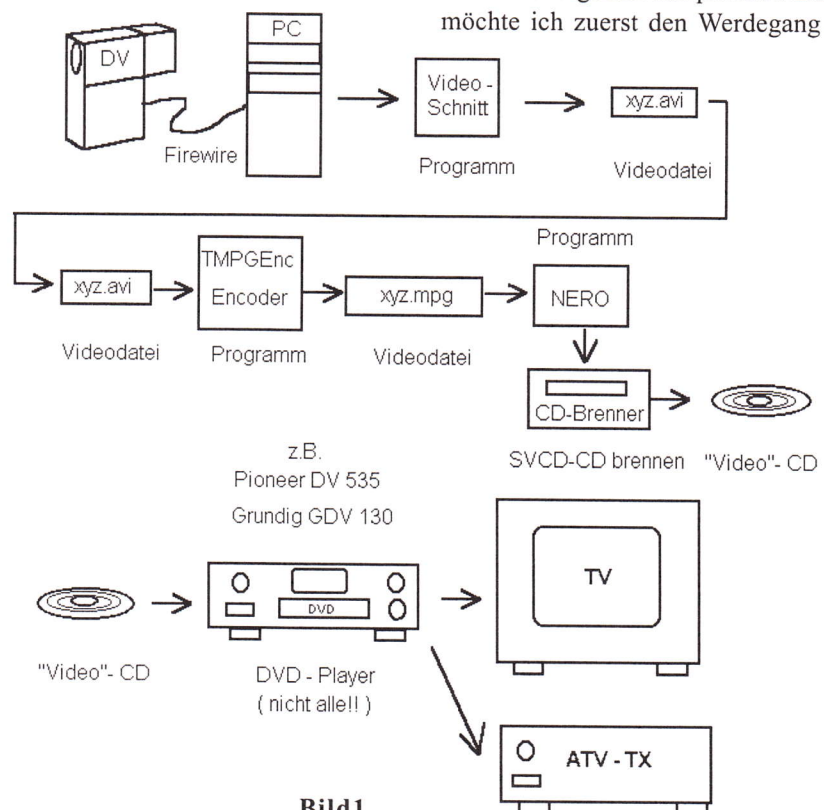 möchte ich zuerst den Werdegang
DV
PC
Firewire
Video -
Schnitt
Programm
xyz.avi
Videodatei
xyz.avi
Videodatei
TMPGEnc
Encoder
Programm
xyz.mpg
Videodatei
Programm
NERO
CD-Brenner
SVCD-CD brennen
"Video"- CD
z.B.
Pioneer DV 535
Grundig GDV 130
"Video"- CD
DVD
DVD - Player
( nicht alle!! )
TV
ATV - TX
Bild1